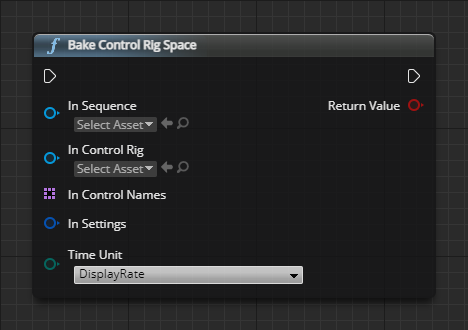 f Bake Control Rig Space
In Sequence
Return Value
Select Asset
In Control Rig
Select Asset
In Control Names
In Settings
Time Unit
DisplayRate